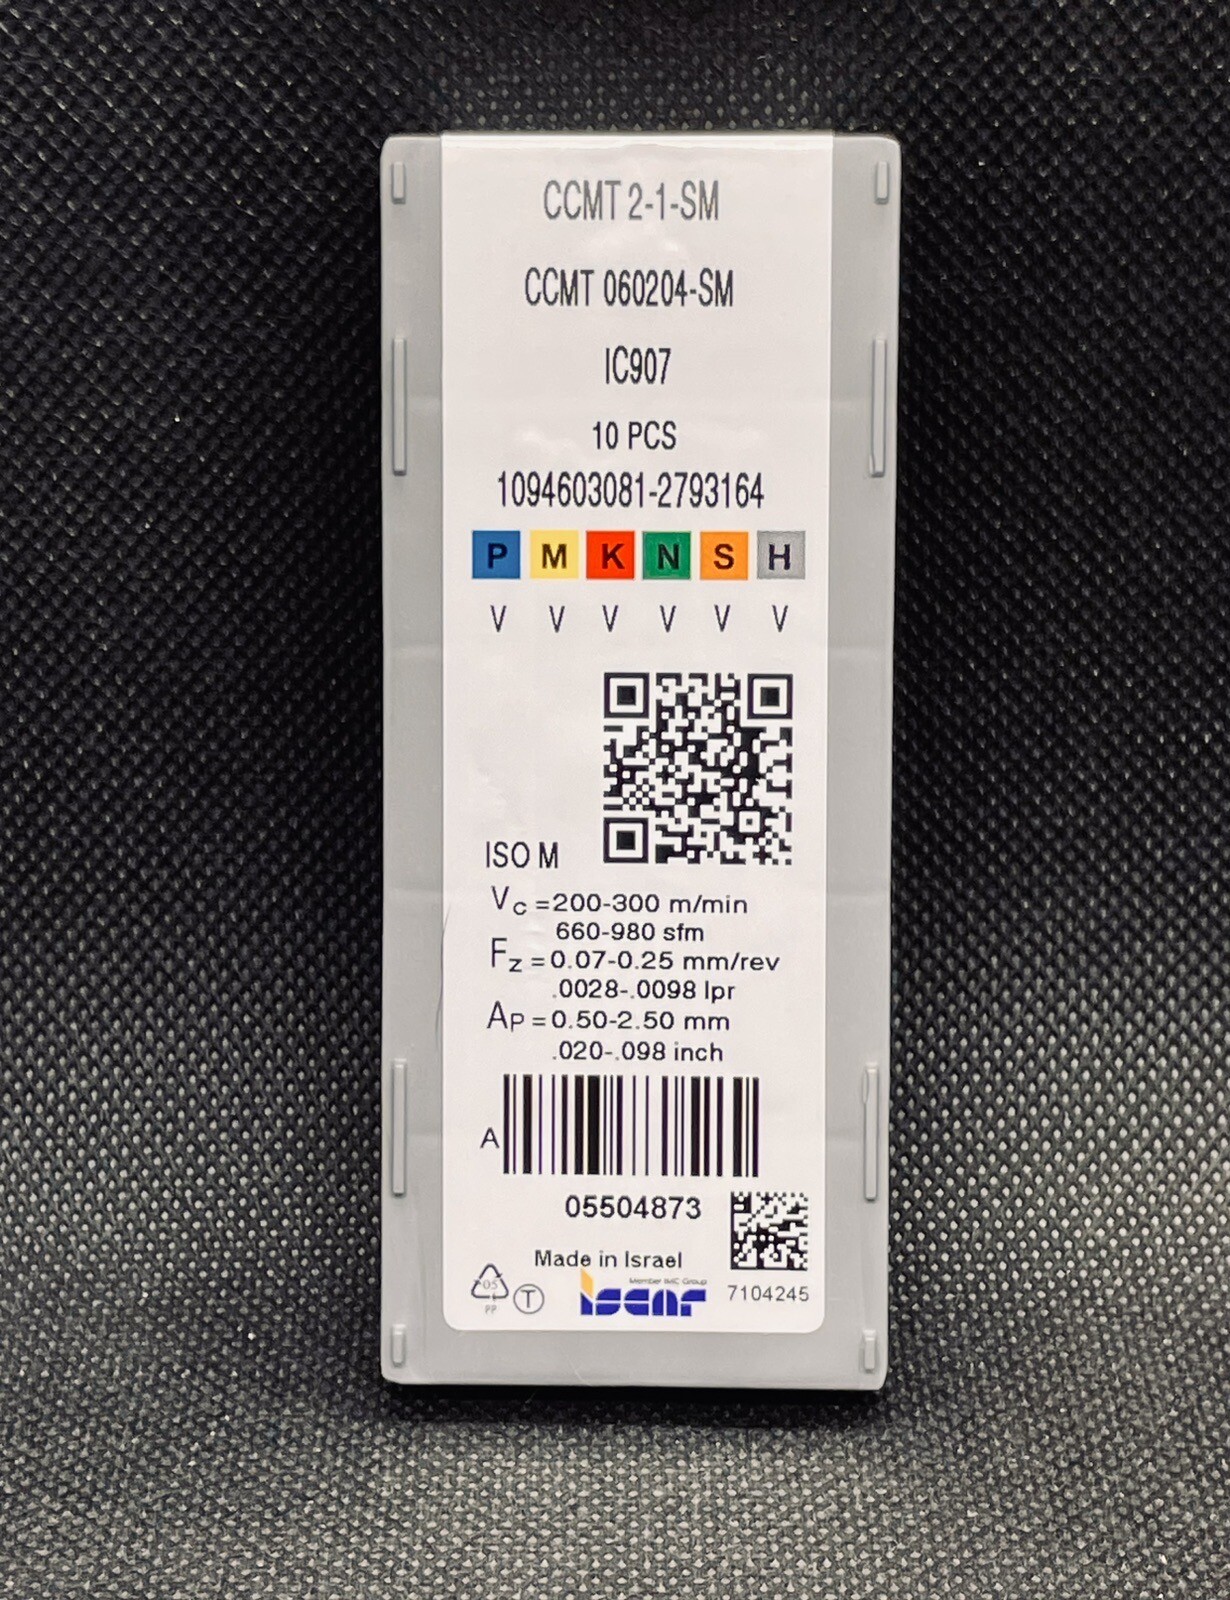 CCMT 2-1-SM
CCMT 060204-SM
IC907
10 PCS
1094603081-2793164
P M K N S H
V V V V V V
ISO M
Vc =200-300 m/min
660-980 sfm
Fz =0.07-0.25 mm/rev
.0028-.0098 Ipr
AP =0.50-2.50 mm
.020-.098 inch
A
05504873
Made in Israel
Member IMC Group
iscar
05
PP
T
7104245